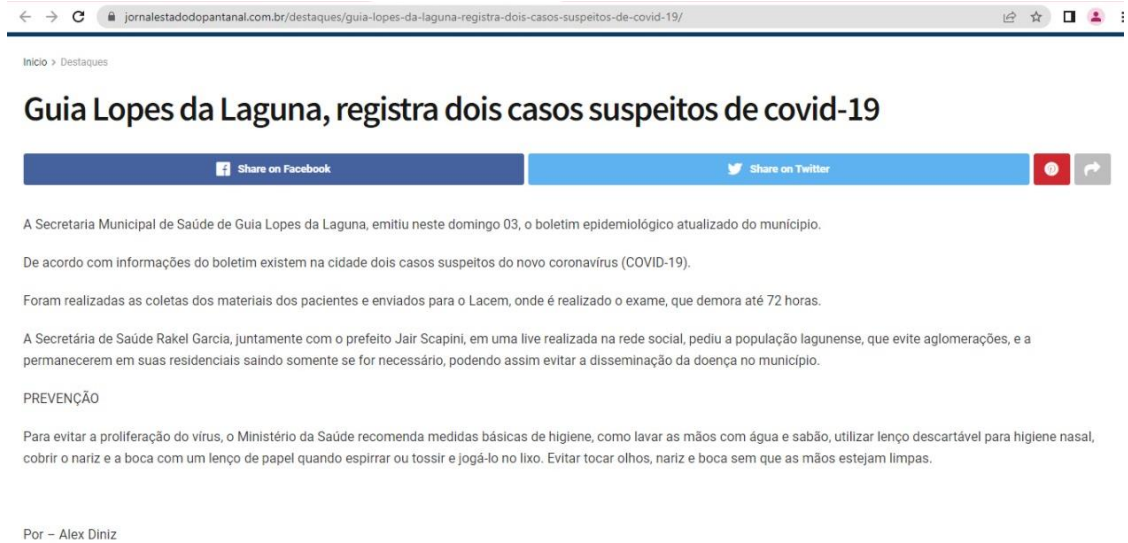 jornalestadodopantanal.com.br/destaques/guia-lopes-da-laguna-registra-dois-casos-suspeitos-de-covid-19/
Início > Destaques
Guia Lopes da Laguna, registra dois casos suspeitos de covid-19
Share on Facebook
Share on Twitter
A Secretaria Municipal de Saúde de Guia Lopes da Laguna, emitiu neste domingo 03, o boletim epidemiológico atualizado do munícipio.
De acordo com informações do boletim existem na cidade dois casos suspeitos do novo coronavírus (COVID-19).
Foram realizadas as coletas dos materiais dos pacientes e enviados para o Lacem, onde é realizado o exame, que demora até 72 horas.
A Secretária de Saúde Rakel Garcia, juntamente com o prefeito Jair Scapini, em uma live realizada na rede social, pediu a população lagunense, que evite aglomerações, e a
permanecerem em suas residenciais saindo somente se for necessário, podendo assim evitar a disseminação da doença no município.
PREVENÇÃO
Para evitar a proliferação do vírus, o Ministério da Saúde recomenda medidas básicas de higiene, como lavar as mãos com água e sabão, utilizar lenço descartável para higiene nasal,
cobrir o nariz e a boca com um lenço de papel quando espirrar ou tossir e jogá-lo no lixo. Evitar tocar olhos, nariz e boca sem que as mãos estejam limpas.
Por – Alex Diniz